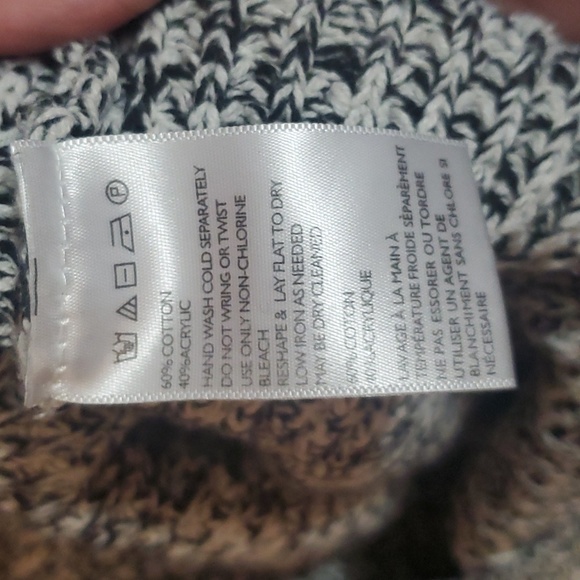 60% COTTON
40%ACRYLIC
HAND WASH COLD SEPARATELY
DO NOT WRING OR TWIST
USE ONLY NON-CHLORINE
BLEACH
RESHAPE & LAY FLAT TO DRY
LOW IRON AS NEEDED
MAY BE DRY CLEANED
60% COTON
40%ACRYLIQUE
LAVAGE À LA MAIN À
TEMPÉRATURE FROIDE SÉPARÉMENT
NE PAS ESSORER OU TORDRE
UTILISER UN AGENT DE
BLANCHIMENT SANS CHLORE SI
NÉCESSAIRE